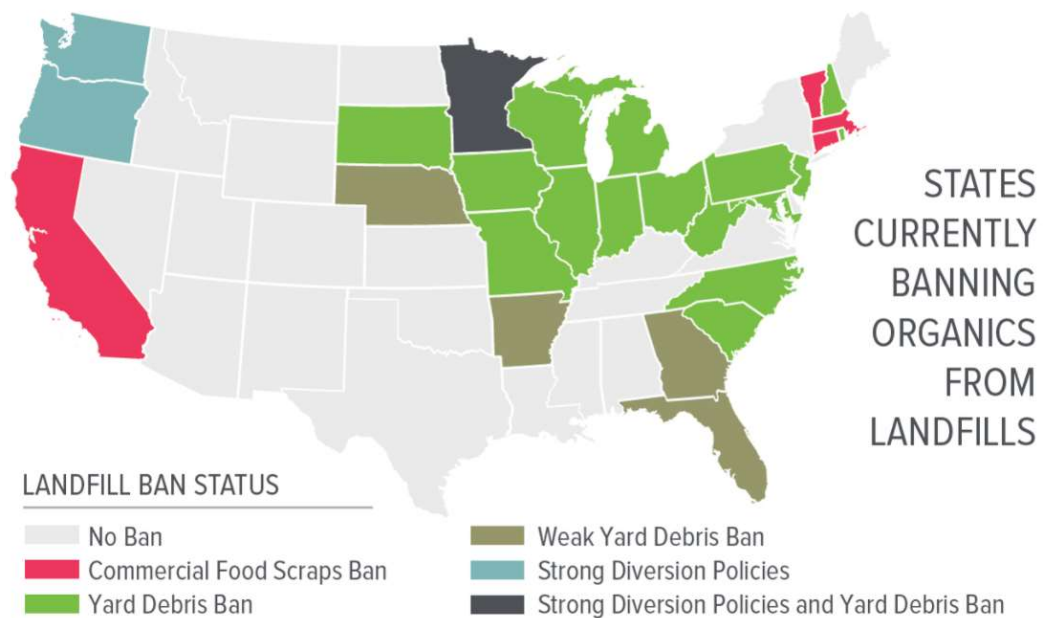 STATES
CURRENTLY
BANNING
ORGANICS
FROM
LANDFILLS
LANDFILL BAN STATUS
No Ban
Commercial Food Scraps Ban
Yard Debris Ban
Weak Yard Debris Ban
Strong Diversion Policies
Strong Diversion Policies and Yard Debris Ban